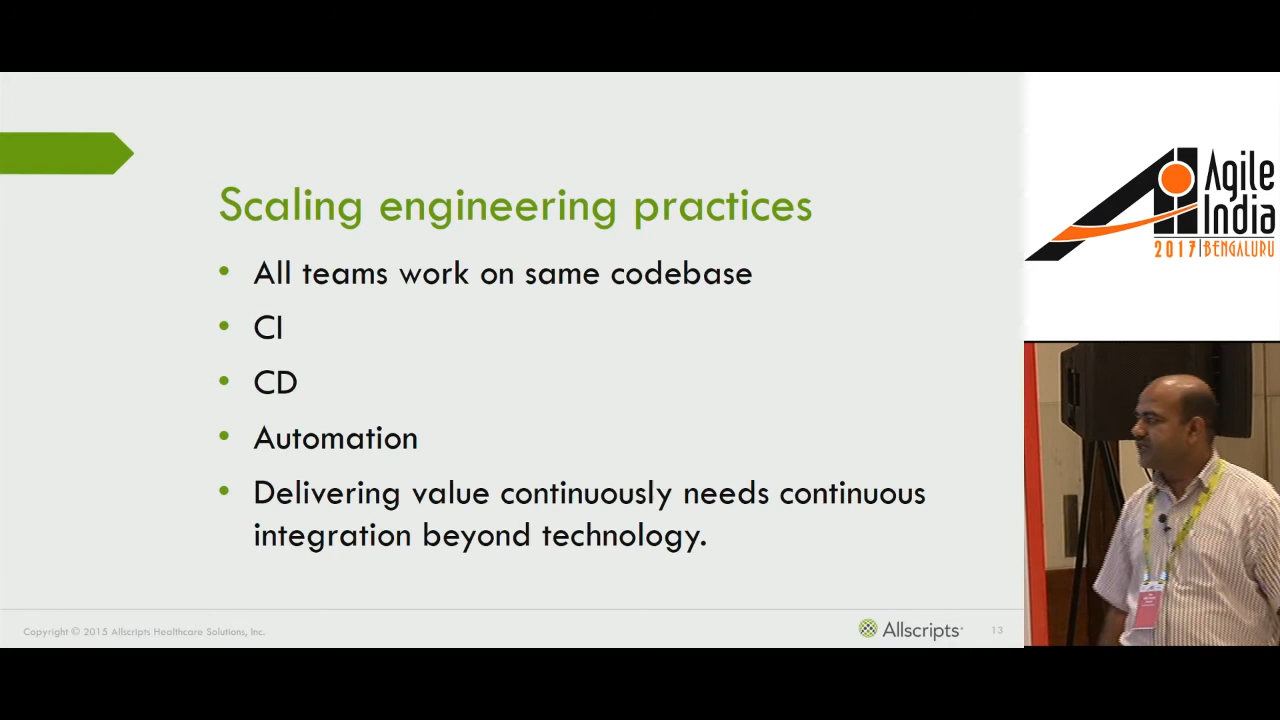 Scaling engineering practices
• All teams work on same codebase
• CI
• CD
• Automation
• Delivering value continuously needs continuous
integration beyond technology.
Copyright © 2015 Allscripts Healthcare Solutions, Inc.
Allscripts
13
Agile
India
2017 | BENGALURU